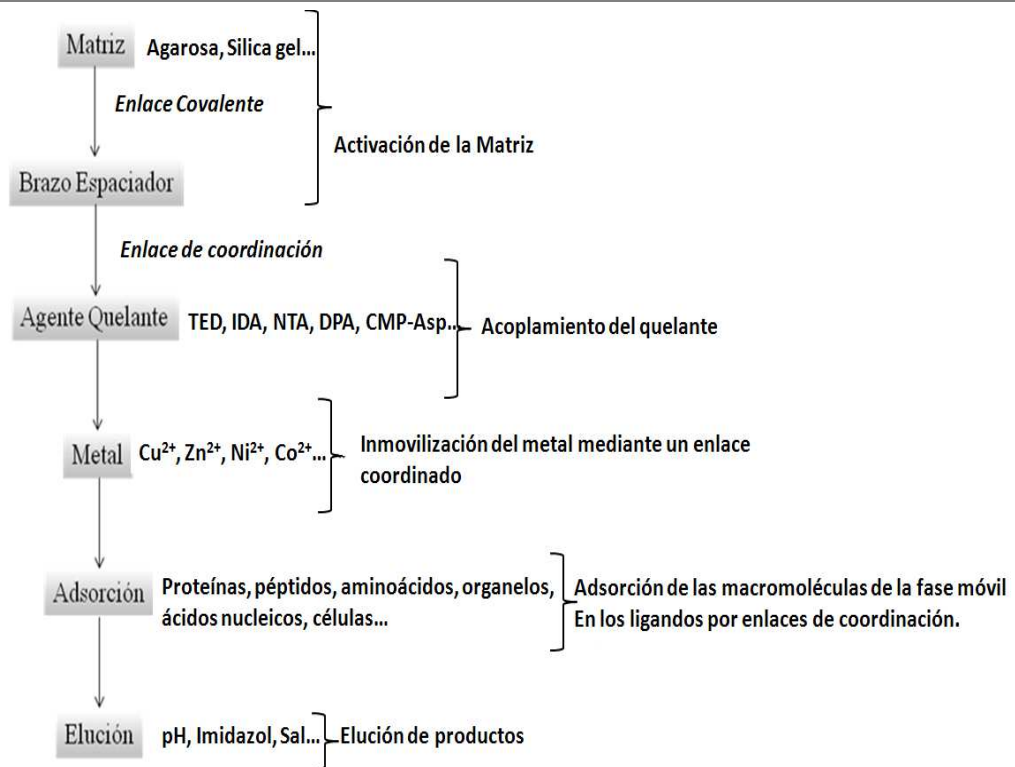 Matriz Agarosa, Silica gel...
Enlace Covalente
Activación de la Matriz
Brazo Espaciador
Enlace de coordinación
Agente Quelante TED, IDA, NTA, DPA, CMP-Asp... Acoplamiento del quelante
Metal Cu²⁺, Zn²⁺, Ni²⁺, Co²⁺...
Inmovilización del metal mediante un enlace
coordinado
Adsorción
Proteínas, péptidos, aminoácidos, organelos,
ácidos nucleicos, células...
Adsorción de las macromoléculas de la fase móvil
En los ligandos por enlaces de coordinación.
Elución pH, Imidazol, Sal... Elución de productos